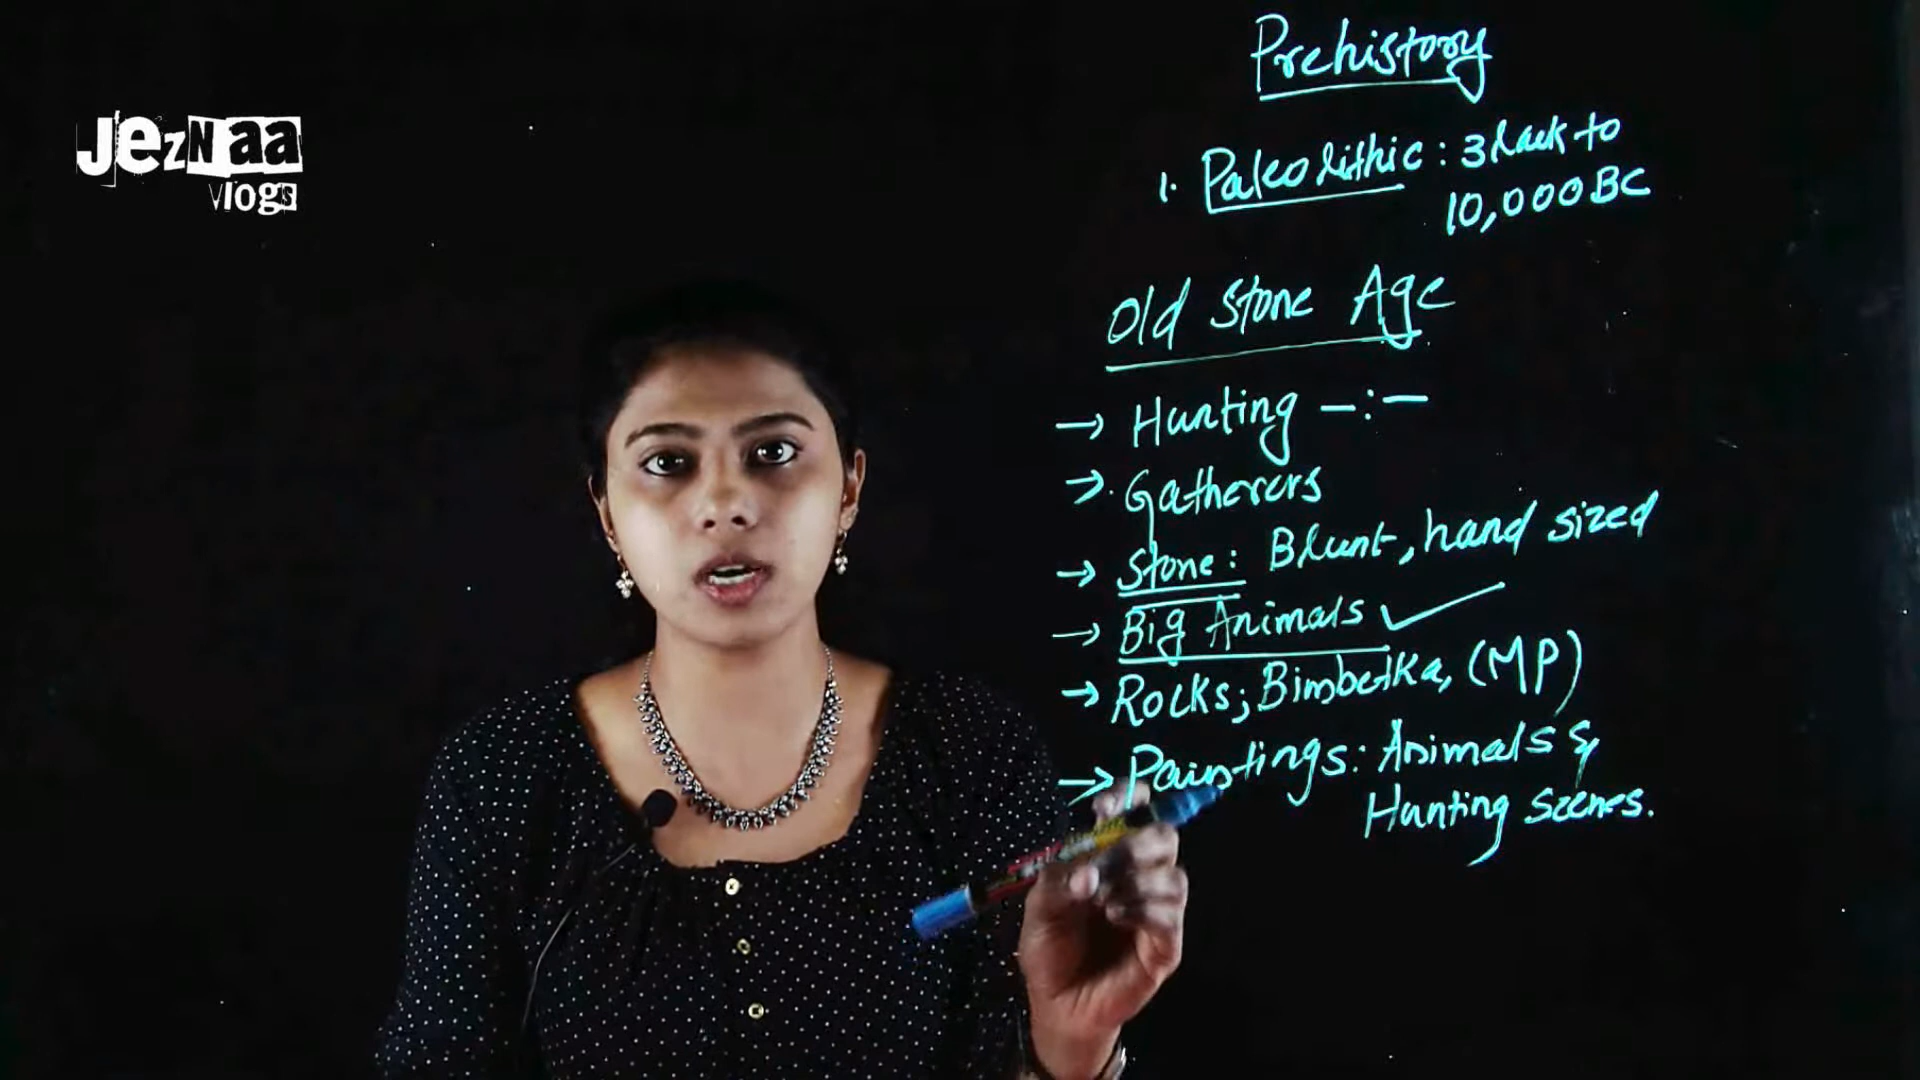 JEZNAA
vlogs
Prehistory
1. Paleolithic : 3 lack to
10,000 BC
Old Stone Age
→ Hunting -:-
→ Gatherers
→ Stone : Blunt, hand sized
→ Big Animals ✓
→ Rocks; Bimbetka, (MP)
→ Paintings: Animals &
Hunting Scenes.